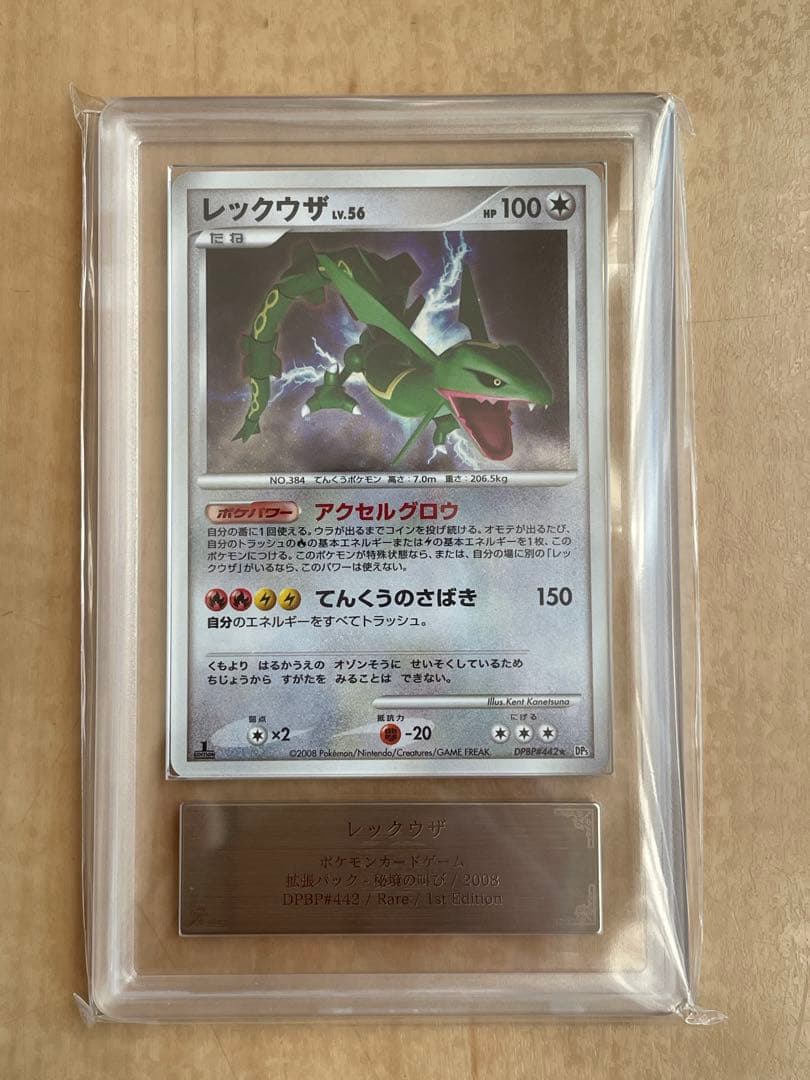 レックウザ LV.56 HP 100
たね
NO.384 てんくうポケモン 高さ:7.0m 重さ:206.5kg
ポケパワー アクセルグロウ
自分の番に1回使える。ウラが出るまでコインを投げ続ける。オモテが出るたび、
自分のトラッシュの の基本エネルギーまたは の基本エネルギーを1枚、この
ポケモンにつける。このポケモンが特殊状態なら、または、自分の場に別の「レッ
クウザ」がいるなら、このパワーは使えない。
てんくうのさばき 150
自分のエネルギーをすべてトラッシュ。
くもより はるかうえの オゾンそうに せいそくしているため
ちじょうから すがたを みることは できない。
Illus.Kent Kanetsuna
弱点 抵抗力 にげる
×2 -20
1 EDITION ©2008 Pokémon/Nintendo/Creatures/GAME FREAK. DPBP#442★ DPs
レックウザ
ポケモンカードゲーム
拡張パック - 秘境の叫び / 2008
DPBP#442 / Rare / 1st Edition